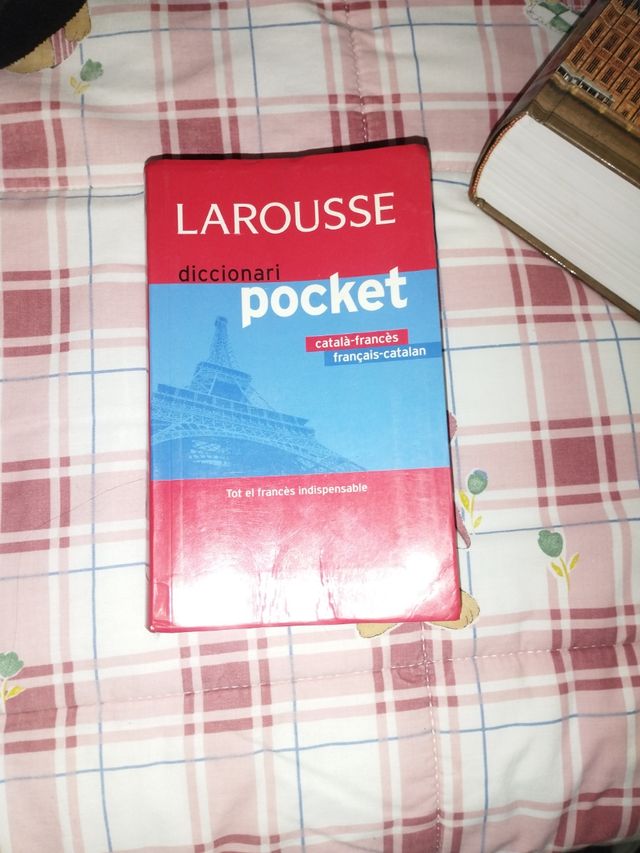 LAROUSSE
diccionari
pocket
català-francès
français-catalan
Tot el francès indispensable